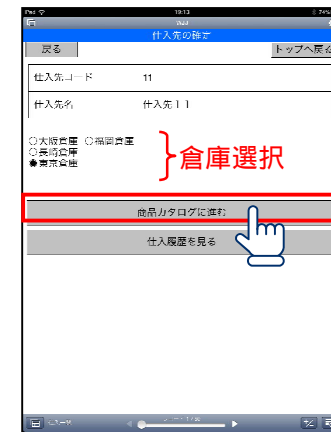 iPad 19:13 74%
仕入先の確定
戻る トップへ戻る
仕入先コード 11
仕入先名 仕入先11
○大阪倉庫 ○福岡倉庫
○長崎倉庫
●東京倉庫
倉庫選択
商品カタログに進む
仕入履歴を見る